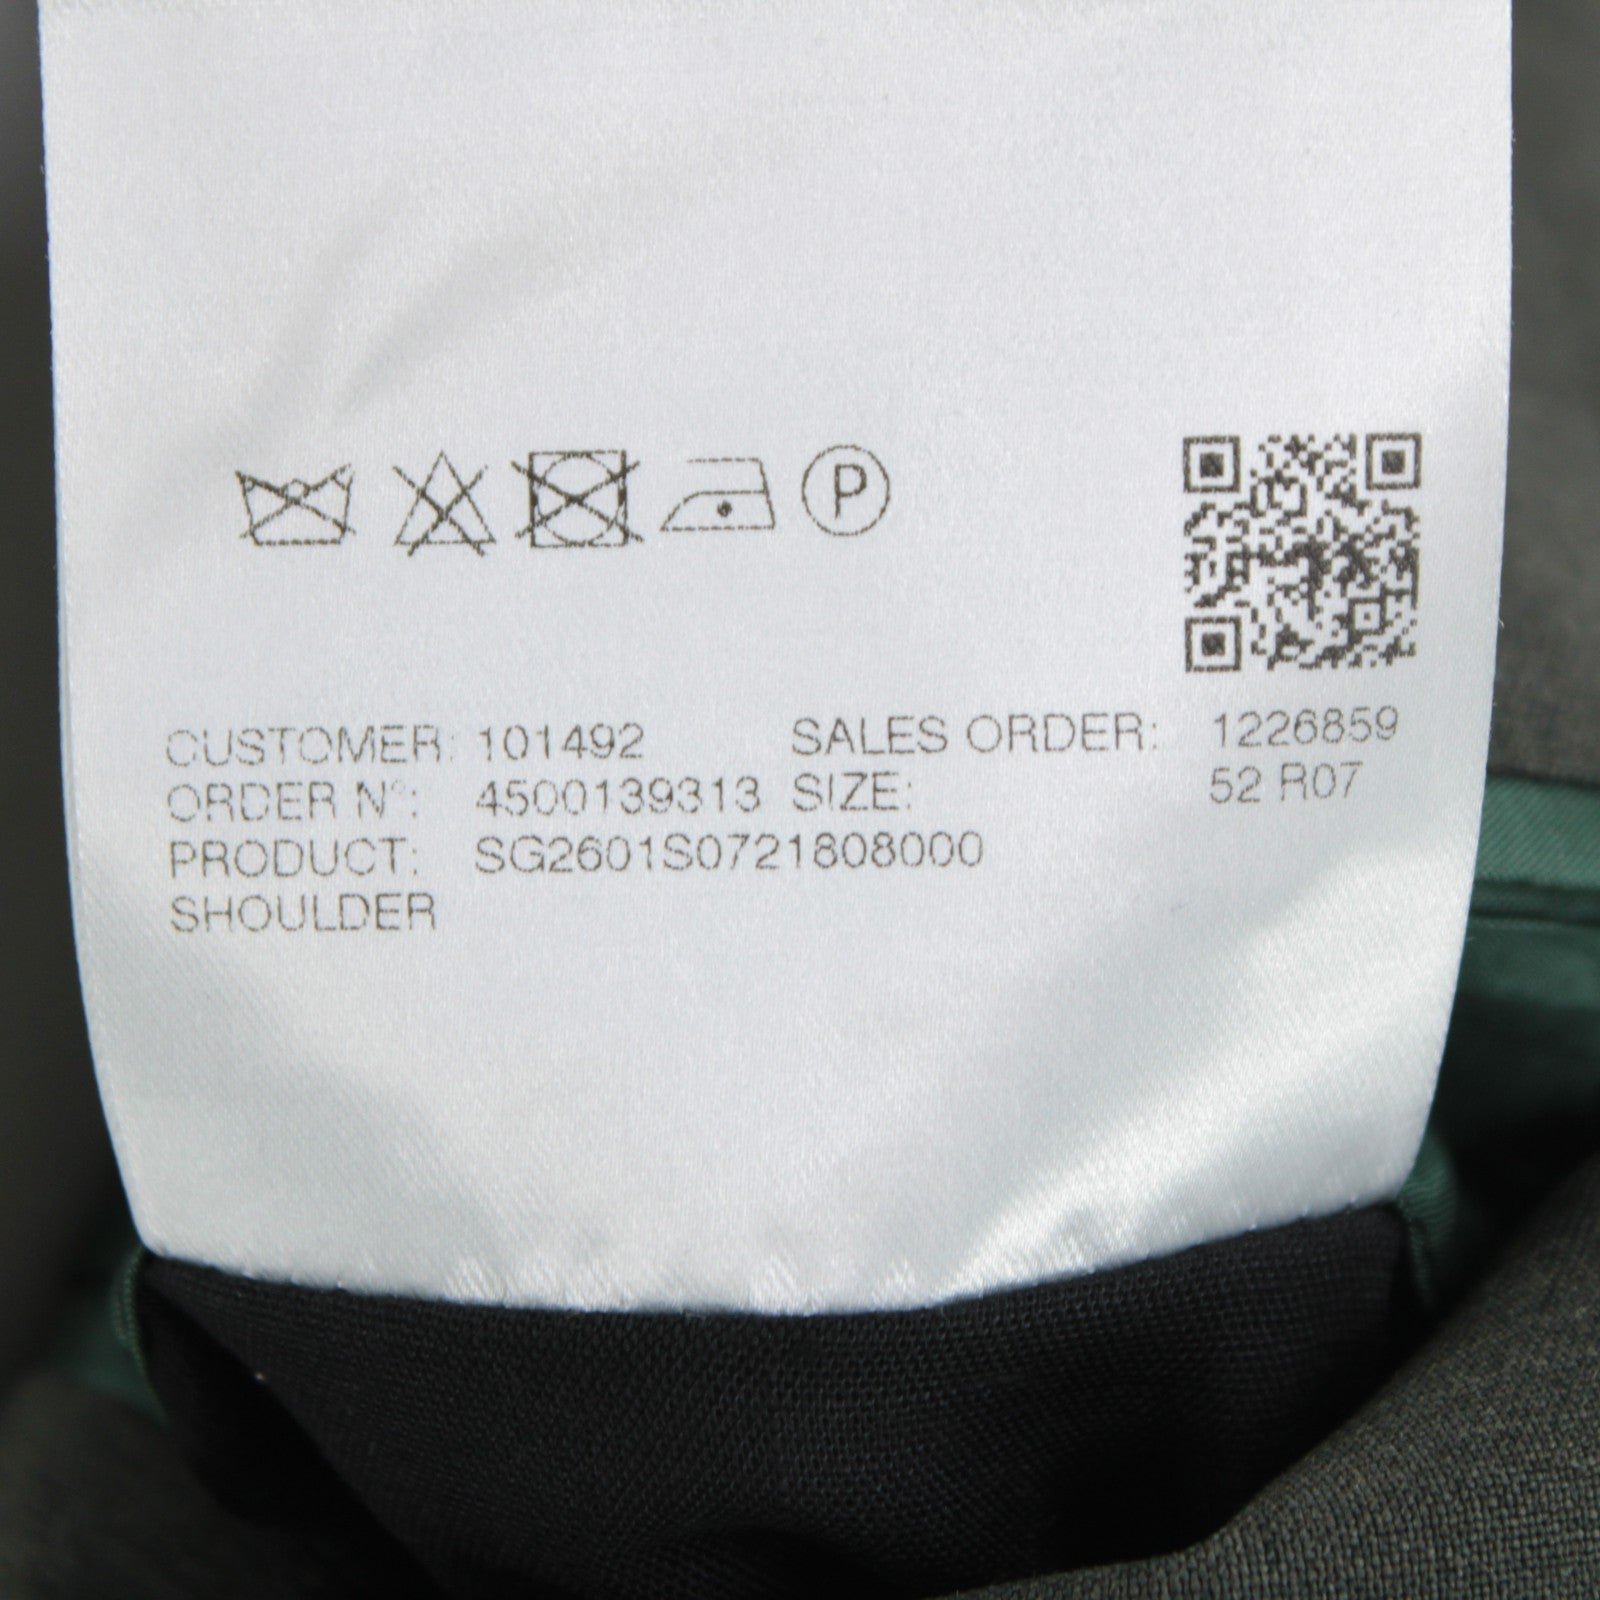 P
CUSTOMER: 101492 SALES ORDER: 1226859
ORDER N°: 4500139313 SIZE: 52 R07
PRODUCT: SG2601S0721808000
SHOULDER